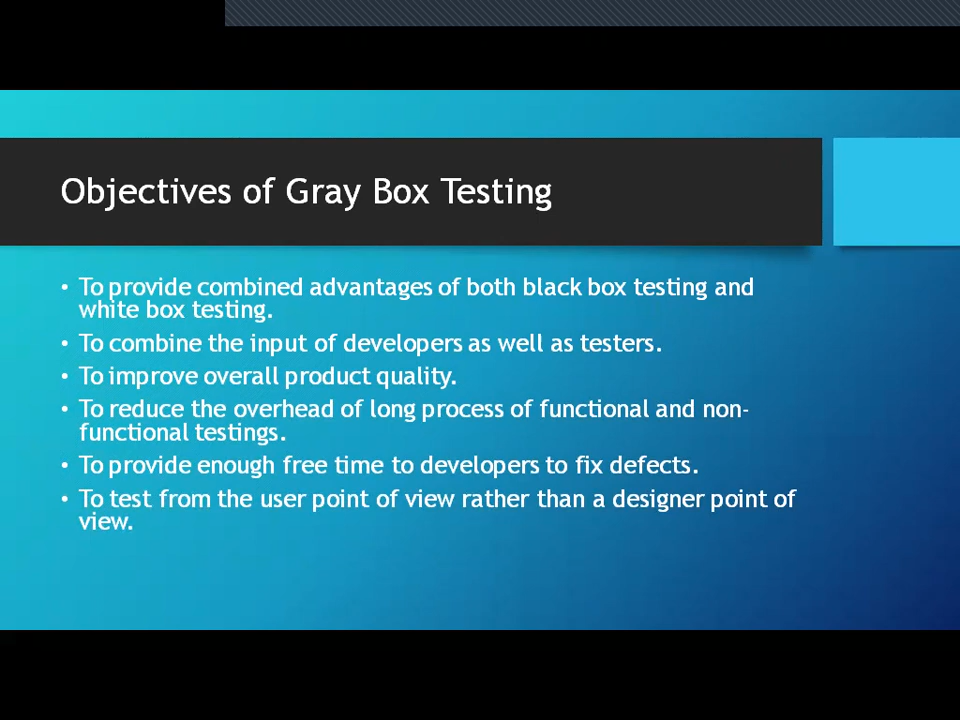 Objectives of Gray Box Testing
• To provide combined advantages of both black box testing and
white box testing.
• To combine the input of developers as well as testers.
• To improve overall product quality.
• To reduce the overhead of long process of functional and non-
functional testings.
• To provide enough free time to developers to fix defects.
• To test from the user point of view rather than a designer point of
view.